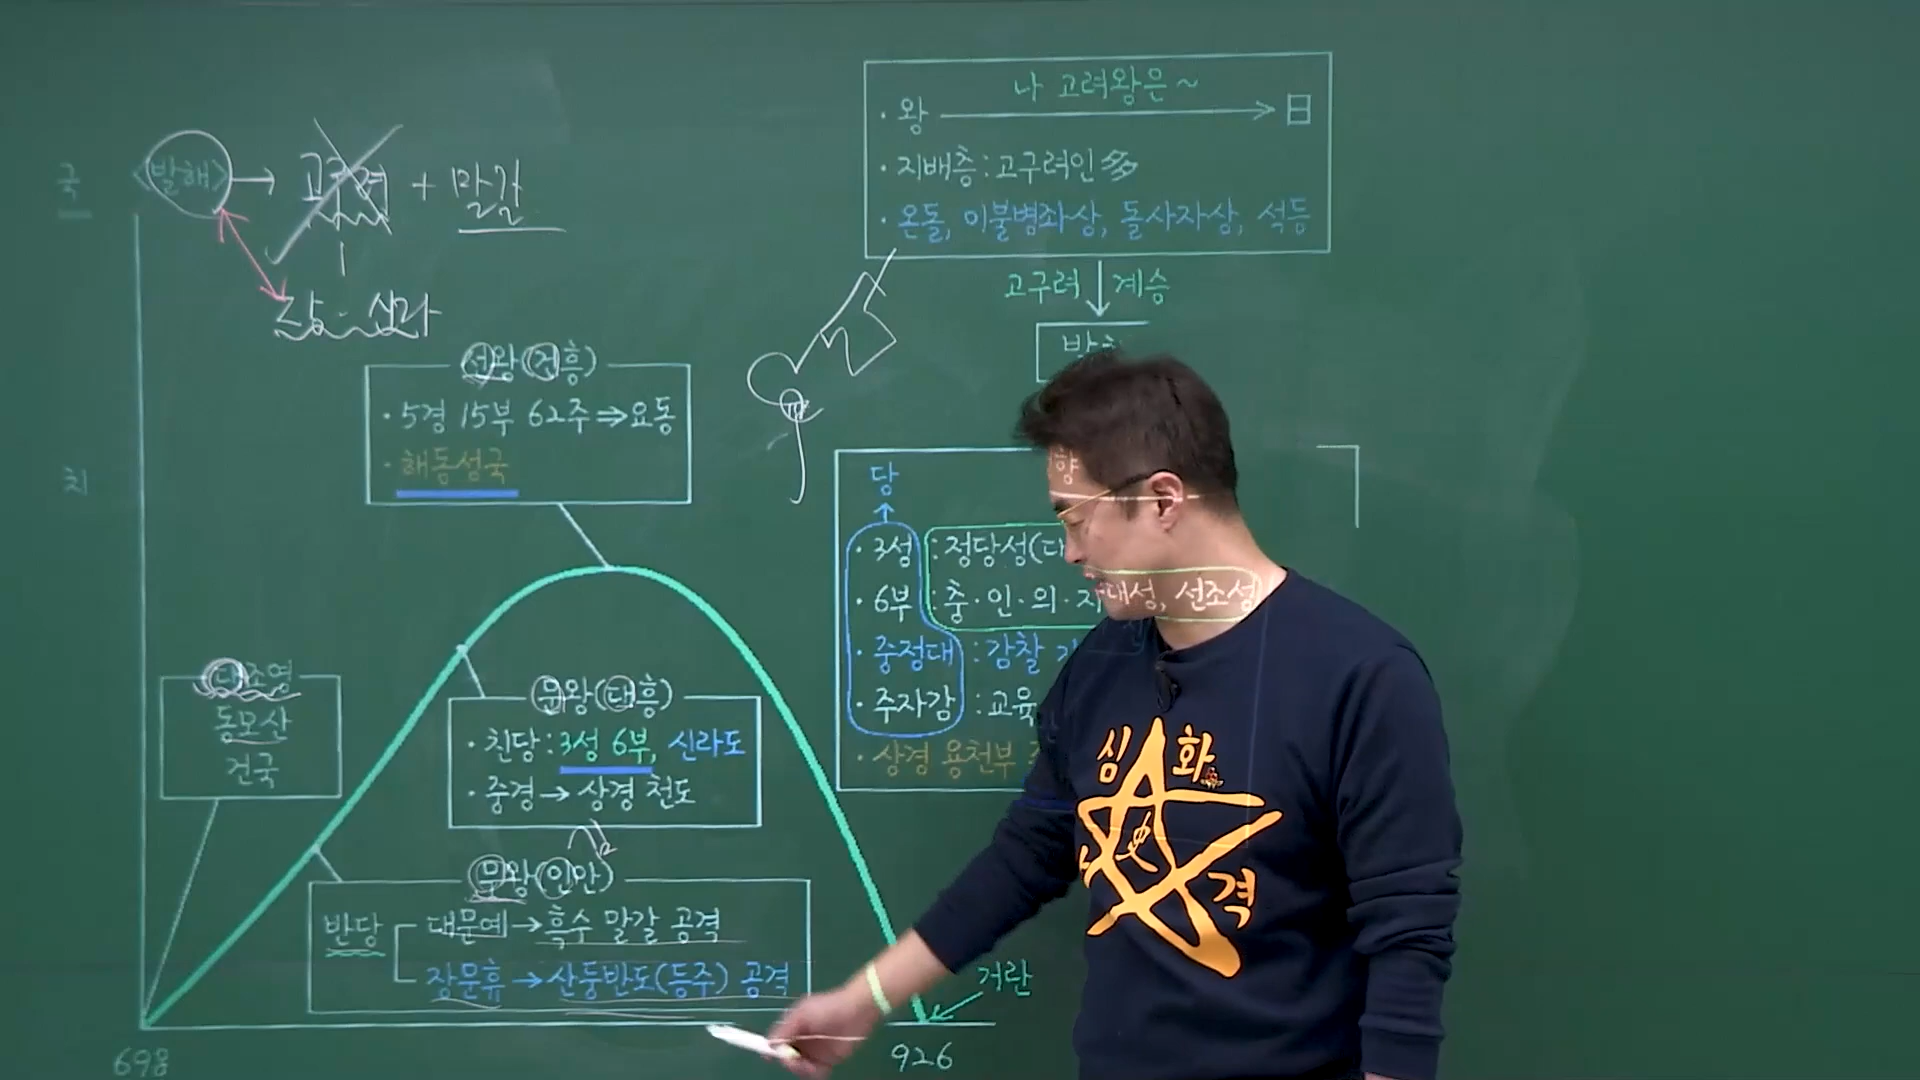 국
치
<발해> → 고구려 + 말갈
당 - 신라
선왕(건흥)
· 5경 15부 62주 ⇒ 요동
· 해동성국
대조영
동모산
건국
문왕(대흥)
· 친당 : 3성 6부, 신라도
· 중경 → 상경 천도
무왕(인안)
반당
대문예 → 흑수 말갈 공격
장문휴 → 산둥반도(등주) 공격
698
926
거란
나 고려왕은~
· 왕 → 日
· 지배층 : 고구려인 多
· 온돌, 이불병좌상, 돌사자상, 석등
고구려 계승
당
· 3성 : 정당성(대
대성, 선조성
· 6부 : 충·인·의·지
· 중정대 : 감찰
· 주자감 : 교육
· 상경 용천부
심화
격